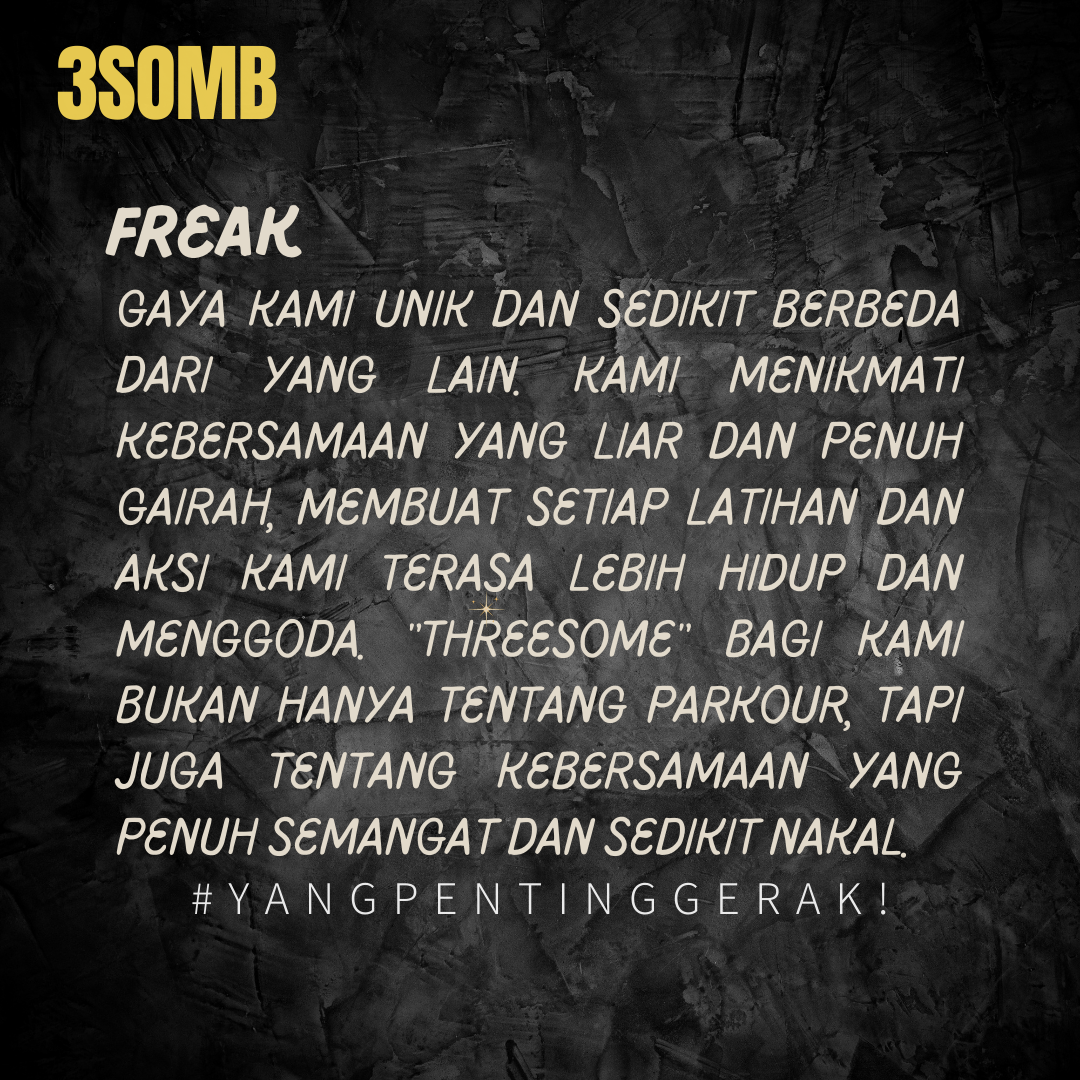 3SOMB
FREAK
GAYA KAMI UNIK DAN SEDIKIT BERBEDA
DARI YANG LAIN. KAMI MENIKMATI
KEBERSAMAAN YANG LIAR DAN PENUH
GAIRAH, MEMBUAT SETIAP LATIHAN DAN
AKSI KAMI TERASA LEBIH HIDUP DAN
MENGGODA. "THREESOME" BAGI KAMI
BUKAN HANYA TENTANG PARKOUR, TAPI
JUGA TENTANG KEBERSAMAAN YANG
PENUH SEMANGAT DAN SEDIKIT NAKAL.
#YANGPENTINGGERAK!